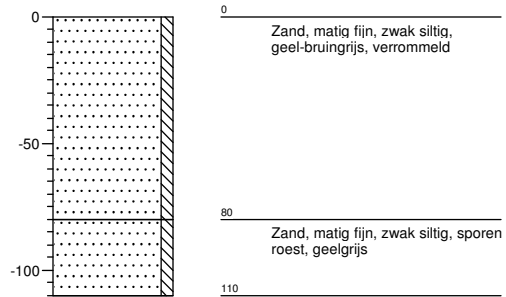 0
0
Zand, matig fijn, zwak siltig,
geel-bruingrijs, verrommeld
-50
80
Zand, matig fijn, zwak siltig, sporen
roest, geelgrijs
-100
110